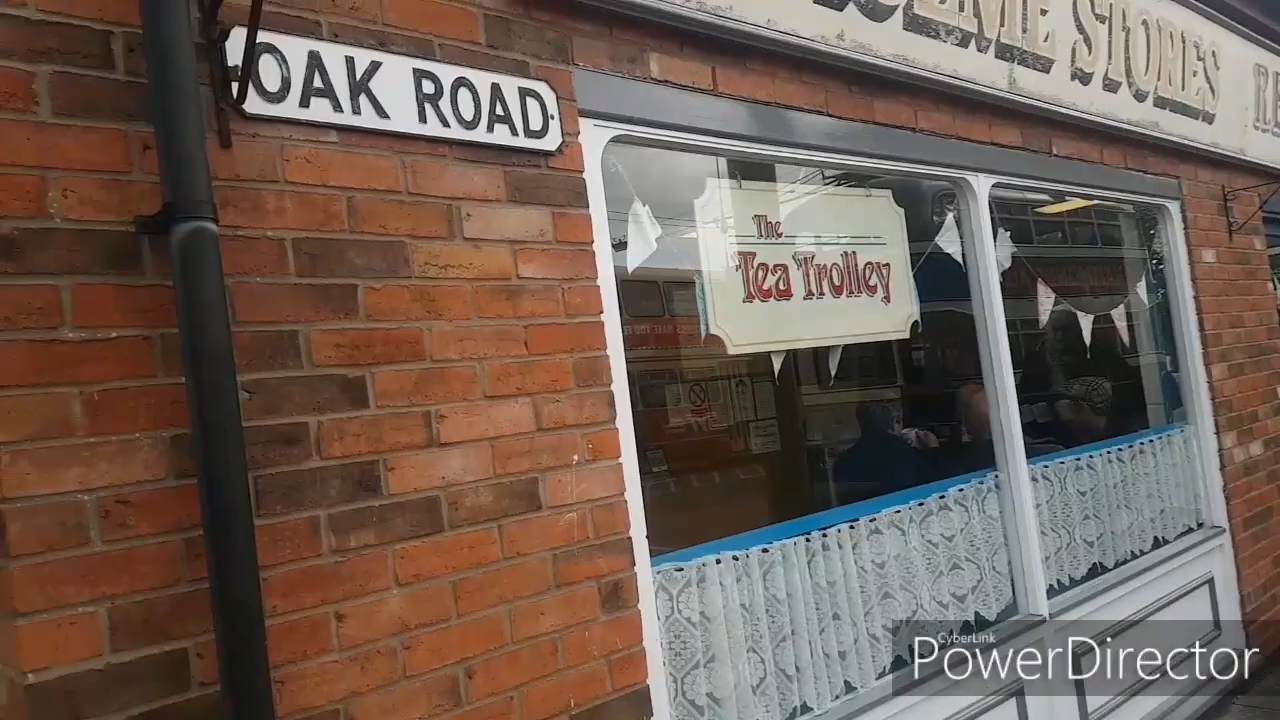 OAK ROAD
STORES
The
Tea Trolley
CyberLink
PowerDirector